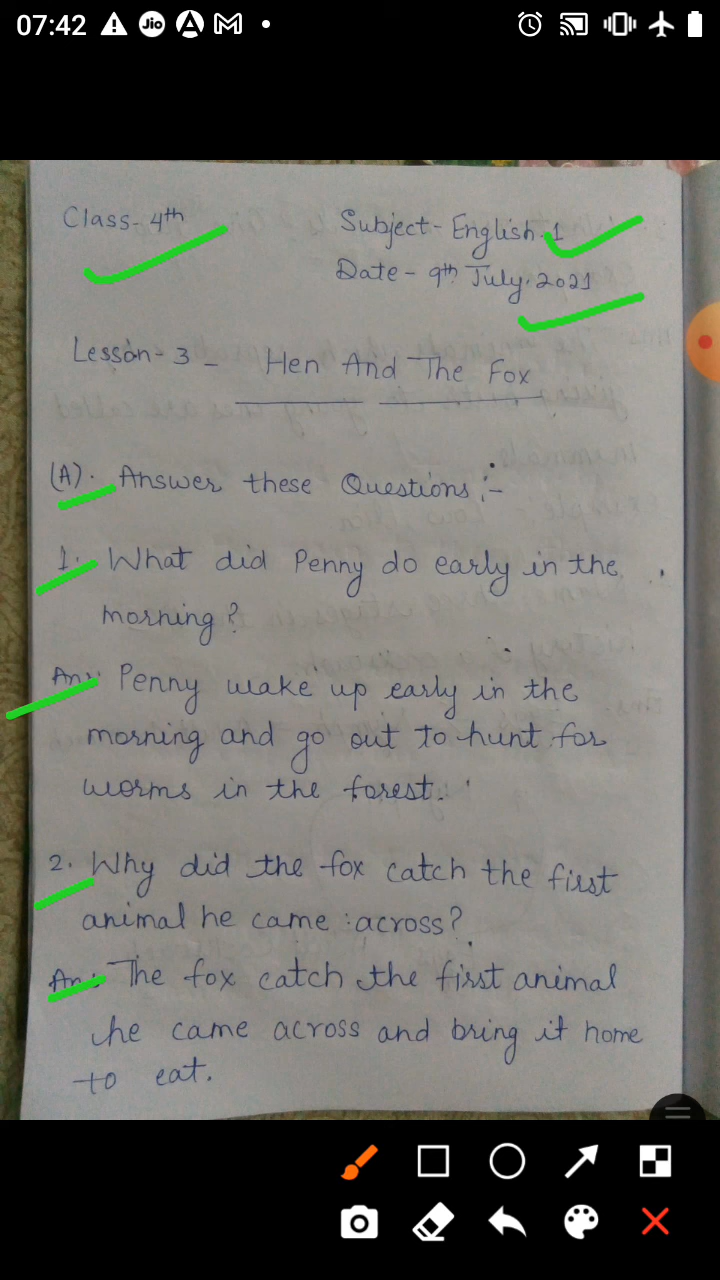 07:42
Jio
Class- 4th
Subject- English.1
Date- 9th July, 2021
Lesson- 3 - Hen And The Fox
(A). Answer these Questions :-
1. What did Penny do early in the
morning?
Ans: Penny wake up early in the
morning and go out to hunt for
worms in the forest.
2. Why did the fox catch the first
animal he came across?
Ans: The fox catch the first animal
he came across and bring it home
to eat.